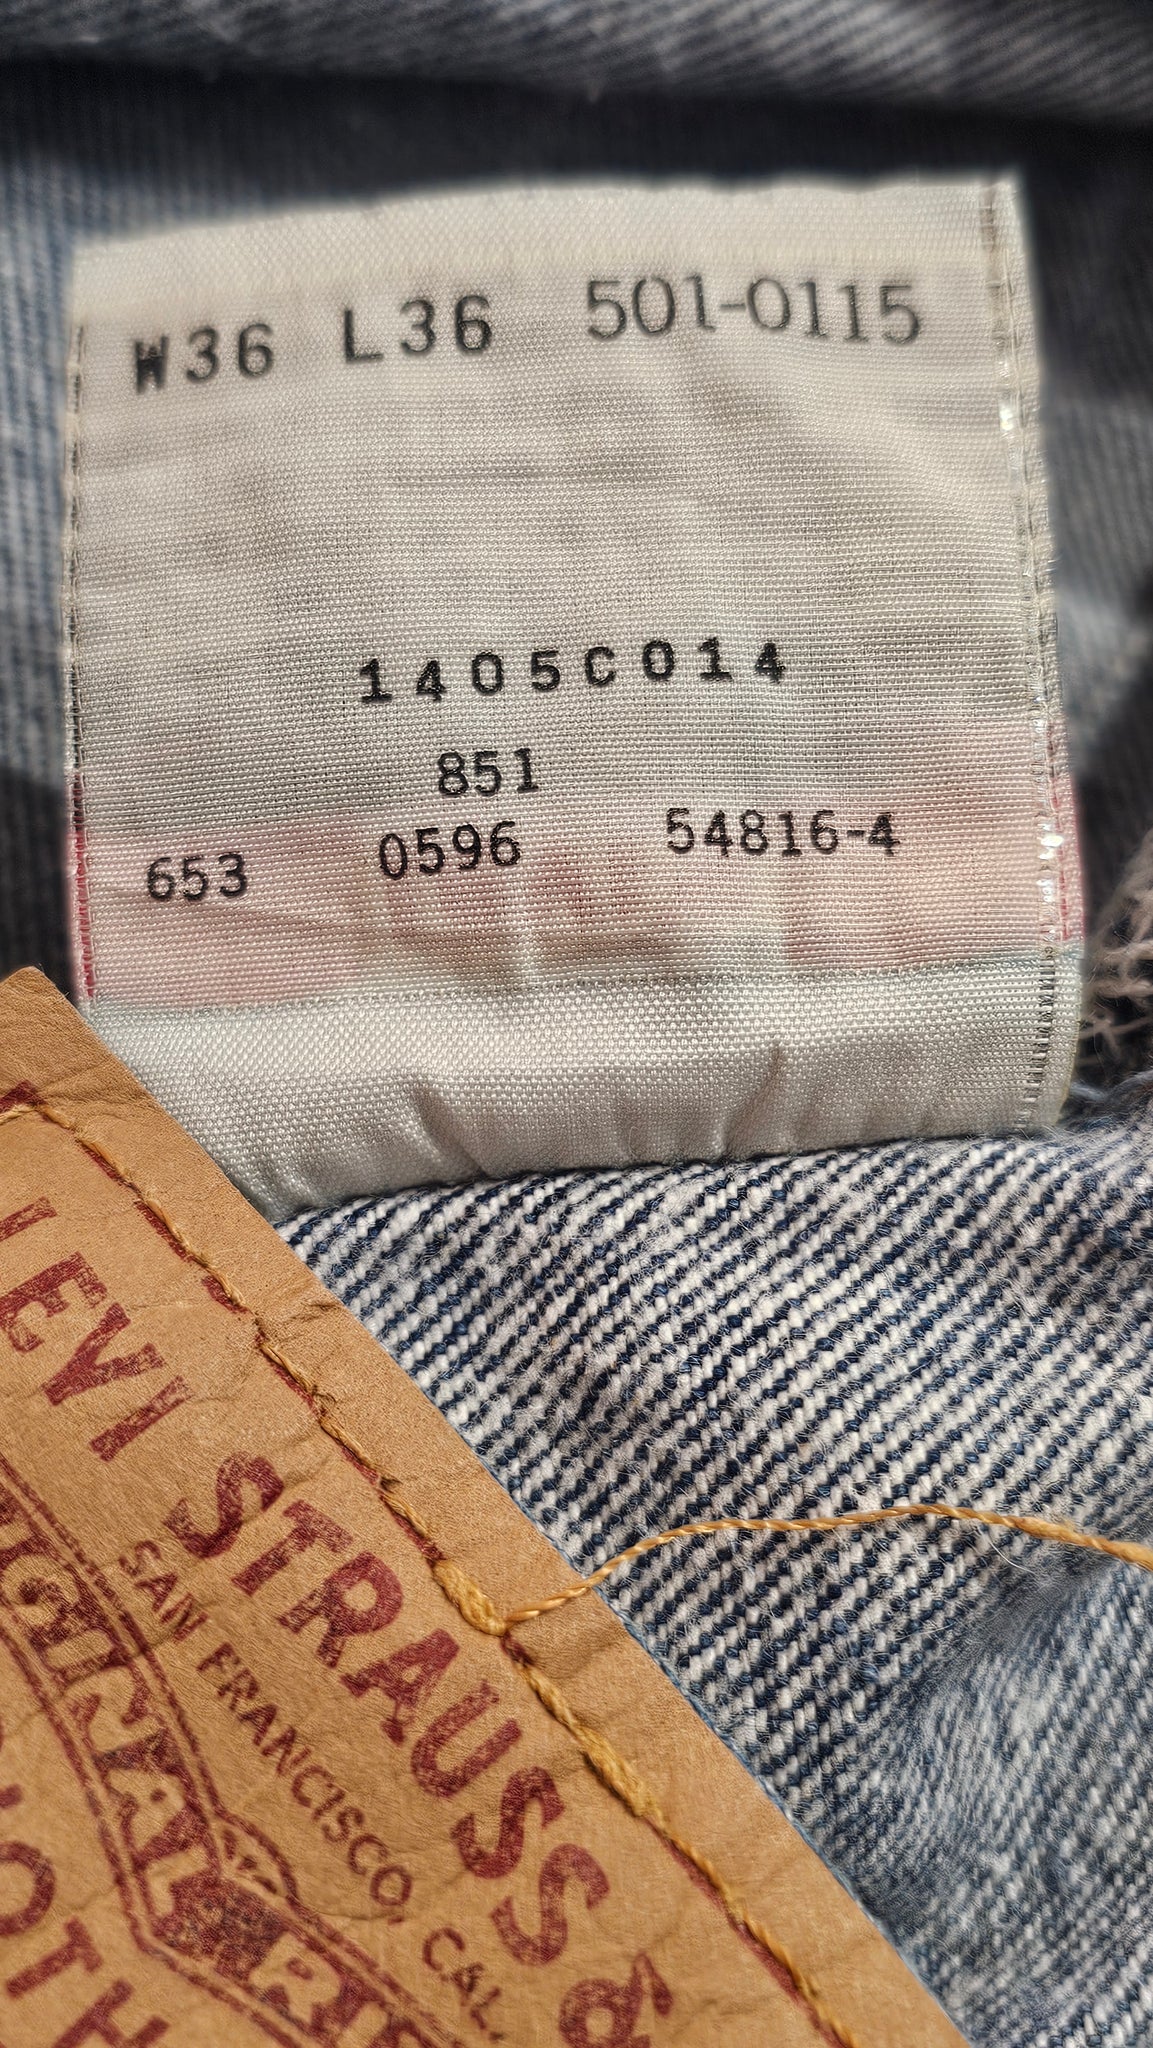 W36 L36 501-0115
1405C014
851
653 0596 54816-4
LEVI STRAUSS &
SAN FRANCISCO, CAL.